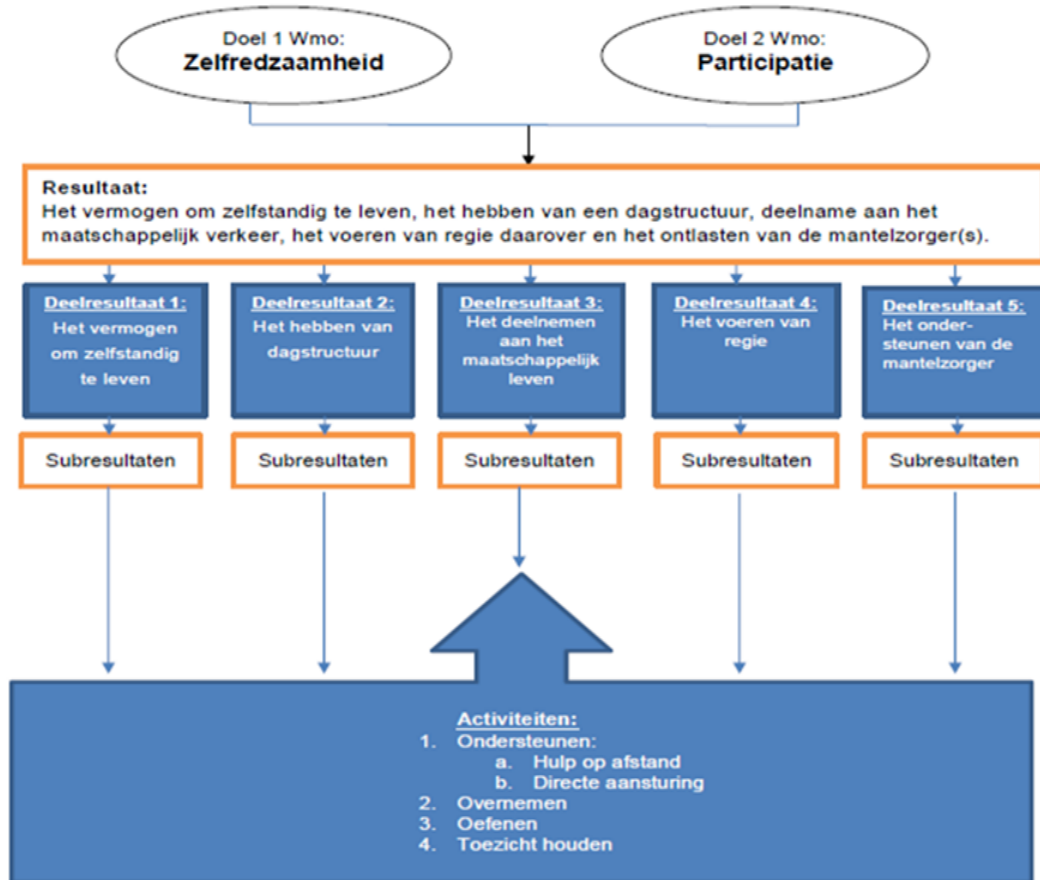 Doel 1 Wmo:
Zelfredzaamheid
Doel 2 Wmo:
Participatie
Resultaat:
Het vermogen om zelfstandig te leven, het hebben van een dagstructuur, deelname aan het
maatschappelijk verkeer, het voeren van regie daarover en het ontlasten van de mantelzorger(s).
Deelresultaat 1:
Het vermogen
om zelfstandig
te leven
Deelresultaat 2:
Het hebben van
dagstructuur
Deelresultaat 3:
Het deelnemen
aan het
maatschappelijk
leven
Deelresultaat 4:
Het voeren van
regie
Deelresultaat 5:
Het onder-
steunen van de
mantelzorger
Subresultaten
Subresultaten
Subresultaten
Subresultaten
Subresultaten
Activiteiten:
1. Ondersteunen:
a. Hulp op afstand
b. Directe aansturing
2. Overnemen
3. Oefenen
4. Toezicht houden